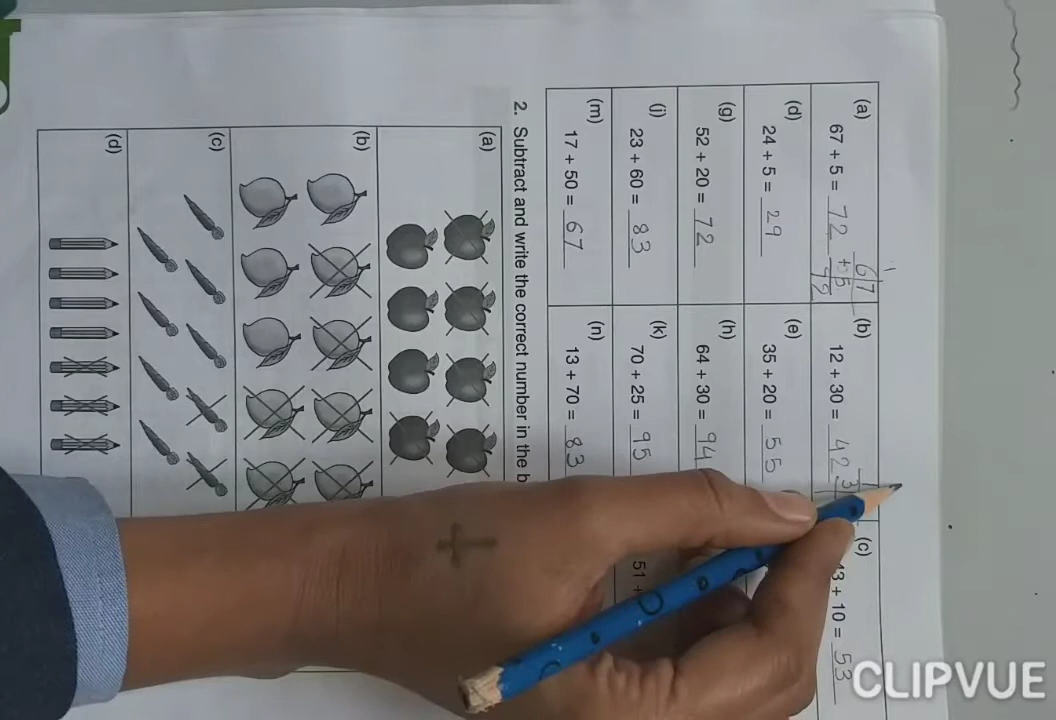 (a) 67 + 5 = 72
67
+5
72
(b) 12 + 30 = 42
(c) 43 + 10 = 53
(d) 24 + 5 = 29
(e) 35 + 20 = 55
(g) 52 + 20 = 72
(h) 64 + 30 = 94
(j) 23 + 60 = 83
(k) 70 + 25 = 95
51 +
(m) 17 + 50 = 67
(n) 13 + 70 = 83
2. Subtract and write the correct number in the b
(a)
(b)
(c)
(d)
CLIPVUE